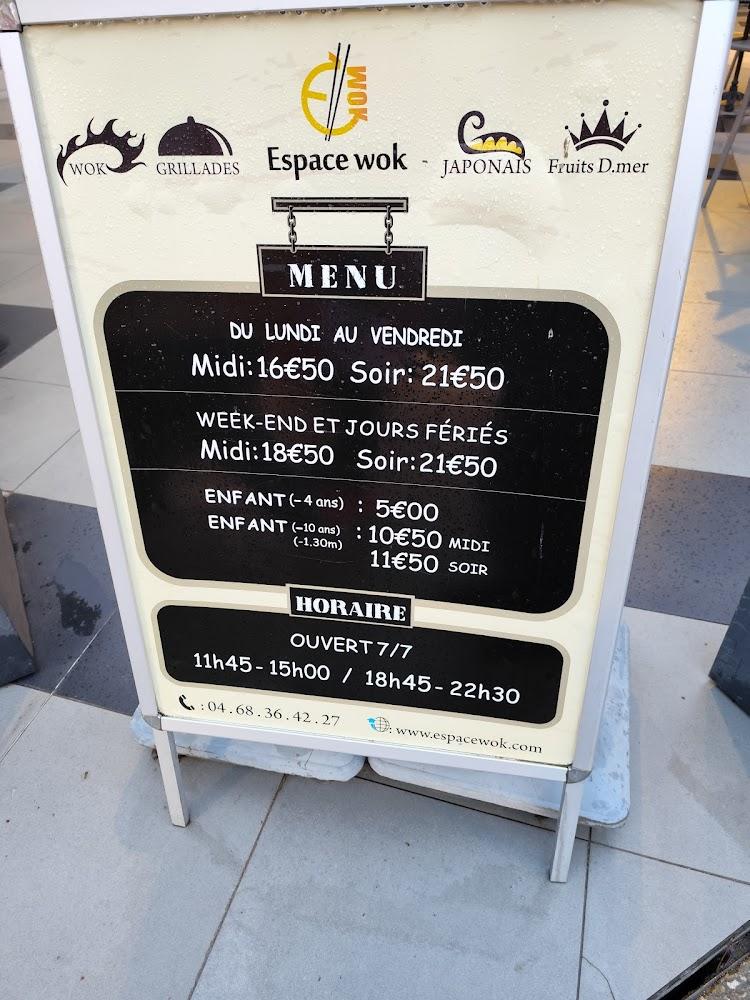 WOK
WOK
GRILLADES
Espace wok
JAPONAIS
Fruits D.mer
MENU
DU LUNDI AU VENDREDI
Midi:16€50 Soir: 21€50
WEEK-END ET JOURS FÉRIÉS
Midi:18€50 Soir:21€50
ENFANT (-4 ans) : 5€00
ENFANT (-10 ans) : 10€50 MIDI
(-1.30m)
11€50 SOIR
HORAIRE
OUVERT 7/7
11h45 - 15h00 / 18h45 - 22h30
: 04.68.36.42.27
: www.espacewok.com